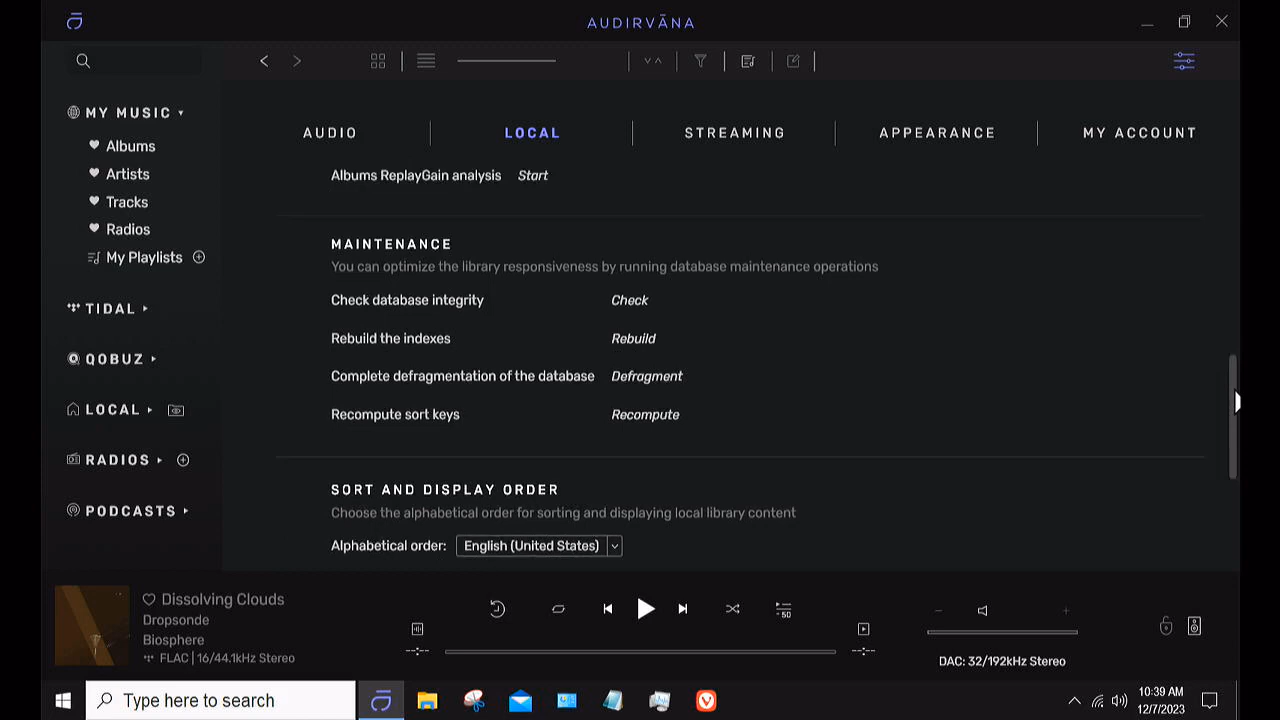 AUDIRVĀNA
MY MUSIC
Albums
Artists
Tracks
Radios
My Playlists
TIDAL
QOBUZ
LOCAL
RADIOS
PODCASTS
AUDIO
LOCAL
STREAMING
APPEARANCE
MY ACCOUNT
Albums ReplayGain analysis Start
MAINTENANCE
You can optimize the library responsiveness by running database maintenance operations
Check database integrity Check
Rebuild the indexes Rebuild
Complete defragmentation of the database Defragment
Recompute sort keys Recompute
SORT AND DISPLAY ORDER
Choose the alphabetical order for sorting and displaying local library content
Alphabetical order: English (United States)
Dissolving Clouds
Dropsonde
Biosphere
FLAC | 16/44.1kHz Stereo
50
DAC: 32/192kHz Stereo
Type here to search
10:39 AM
12/7/2023